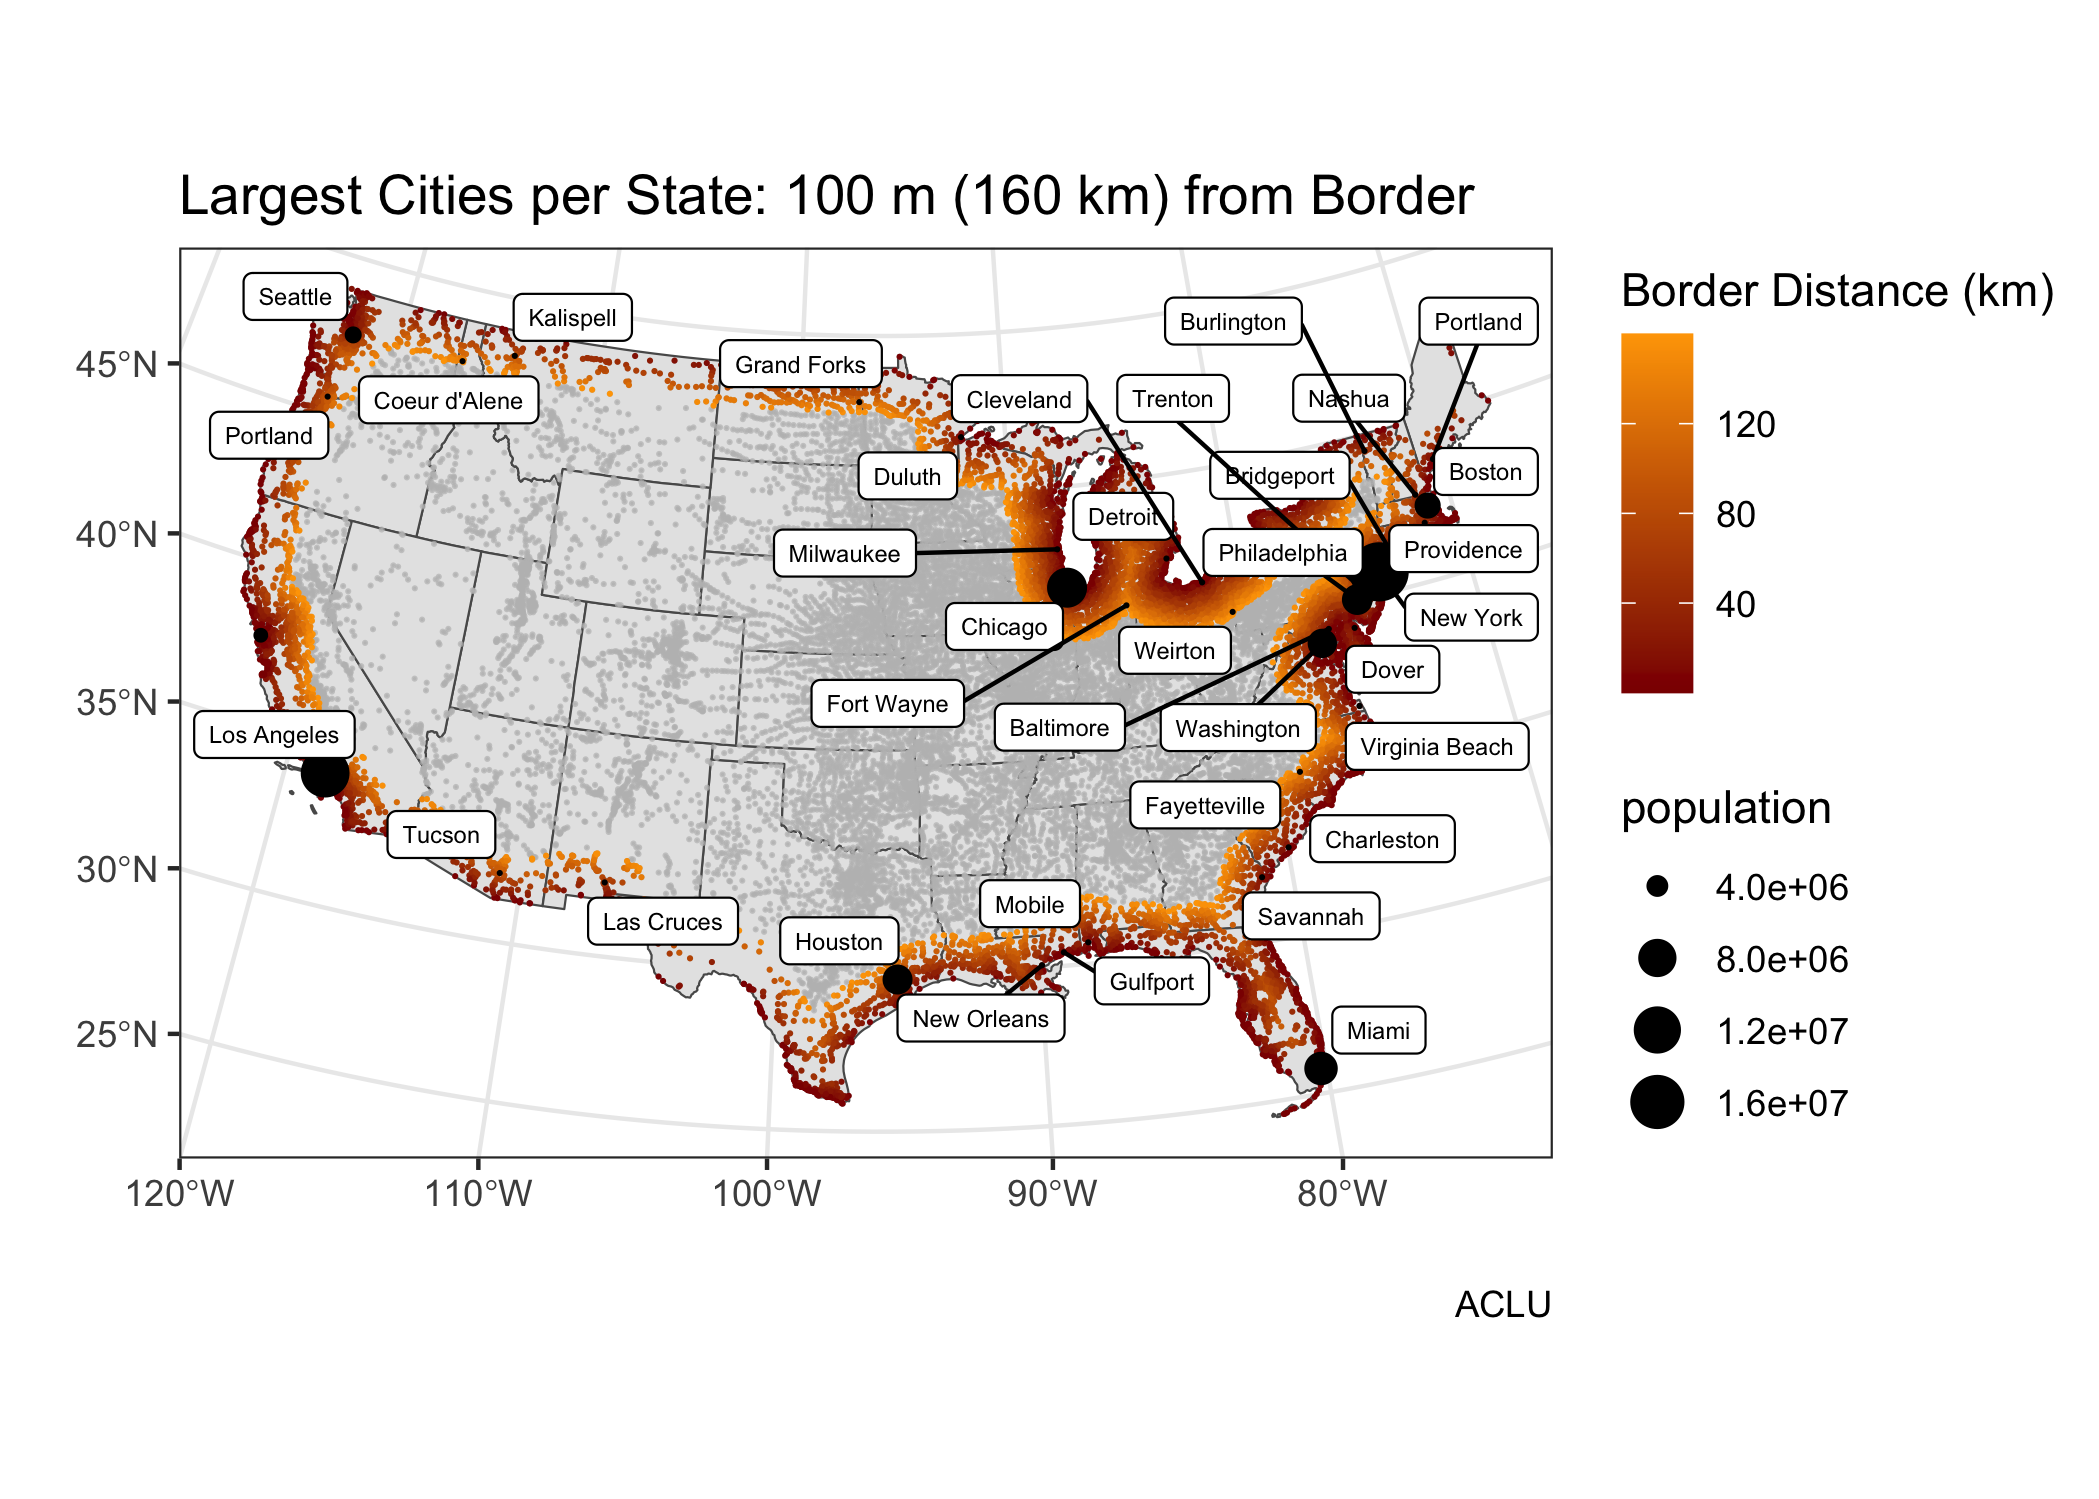 Largest Cities per State: 100 m (160 km) from Border
Border Distance (km)
120
80
40
population
4.0e+06
8.0e+06
1.2e+07
1.6e+07
45°N
40°N
35°N
30°N
25°N
120°W
110°W
100°W
90°W
80°W
Seattle
Kalispell
Burlington
Portland
Grand Forks
Coeur d'Alene
Cleveland
Trenton
Nashua
Portland
Duluth
Bridgeport
Boston
Detroit
Milwaukee
Philadelphia
Providence
Chicago
New York
Weirton
Dover
Fort Wayne
Baltimore
Washington
Los Angeles
Virginia Beach
Fayetteville
Tucson
Charleston
Mobile
Savannah
Las Cruces
Houston
Gulfport
New Orleans
Miami
ACLU